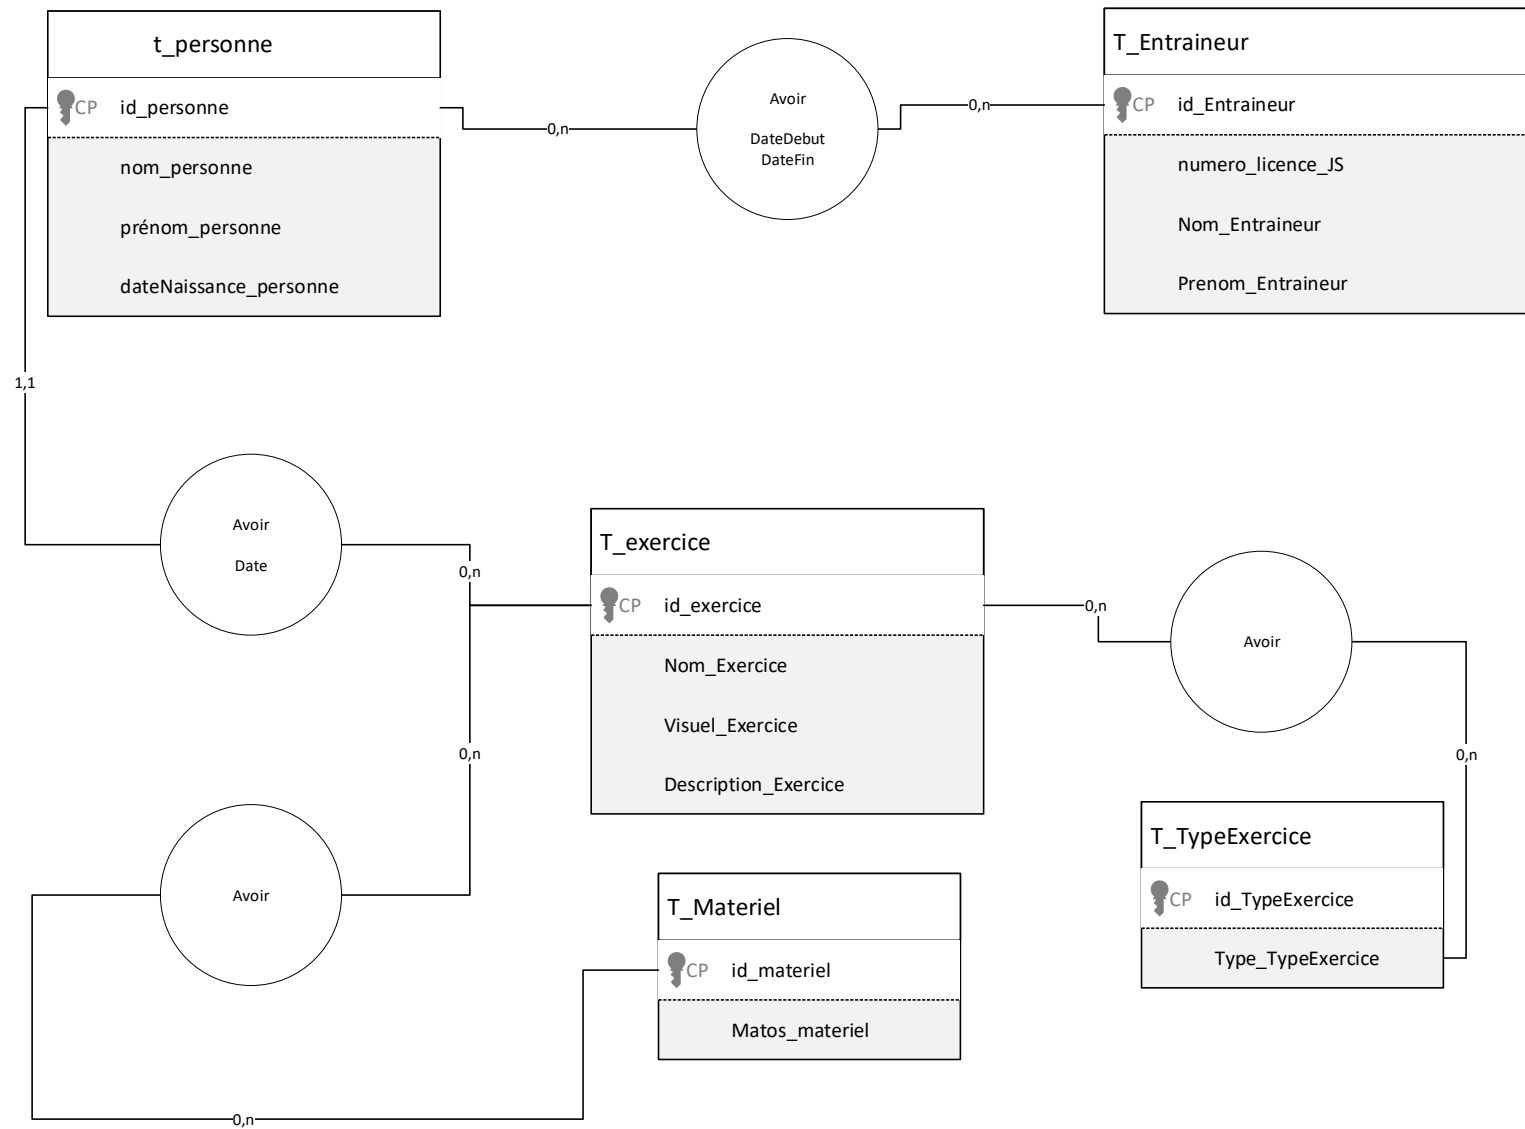 t_personne
CP id_personne
nom_personne
prénom_personne
dateNaissance_personne
0,n
Avoir
DateDebut
DateFin
0,n
T_Entraineur
CP id_Entraineur
numero_licence_JS
Nom_Entraineur
Prenom_Entraineur
1,1
Avoir
Date
0,n
T_exercice
CP id_exercice
Nom_Exercice
Visuel_Exercice
Description_Exercice
0,n
Avoir
0,n
0,n
Avoir
T_TypeExercice
CP id_TypeExercice
Type_TypeExercice
T_Materiel
CP id_materiel
Matos_materiel
0,n